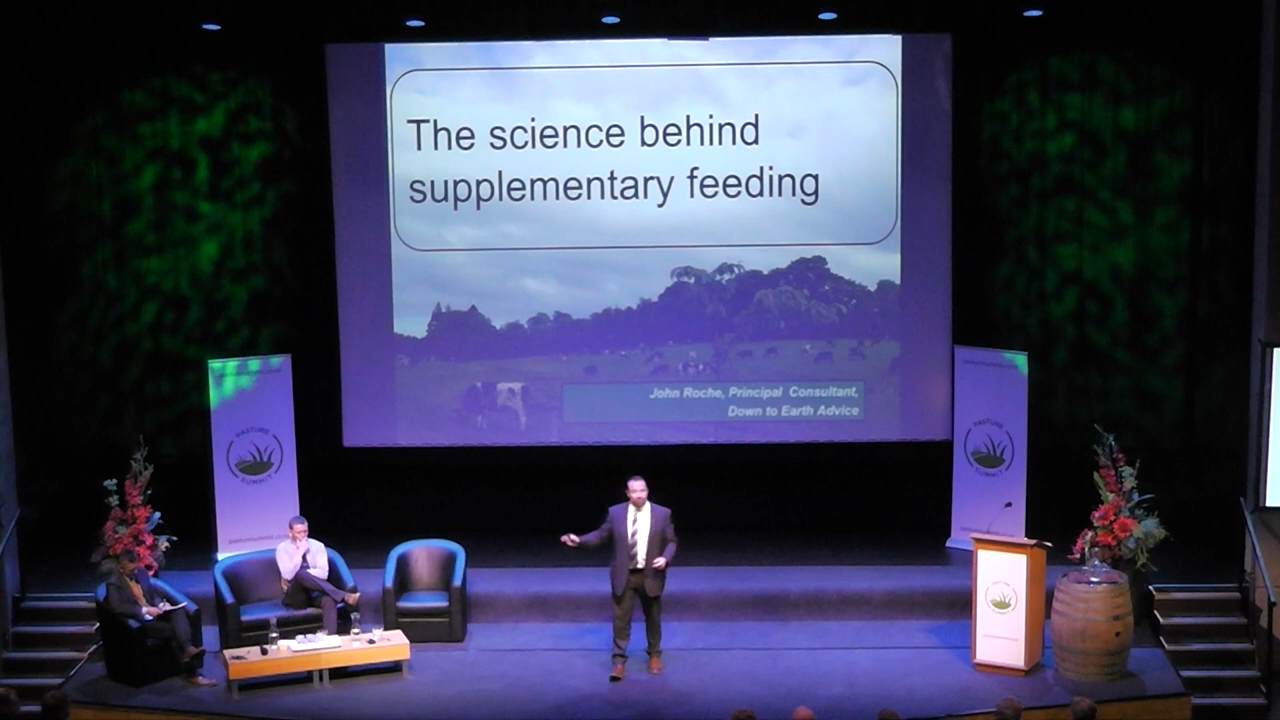 The science behind
supplementary feeding
John Roche, Principal Consultant,
Down to Earth Advice
PASTURE
SUMMIT
PASTURE
SUMMIT